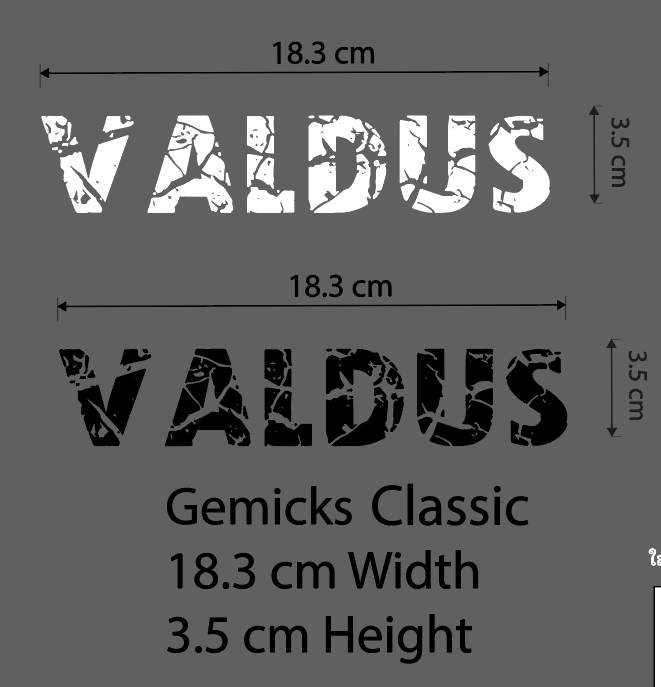 18.3 cm
VALDUS
3.5 cm
18.3 cm
VALDUS
3.5 cm
Gemicks Classic
18.3 cm Width
3.5 cm Height